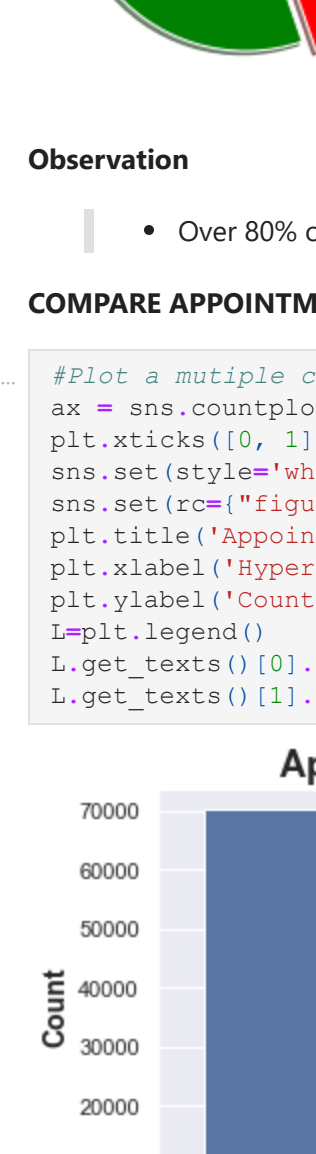 Observation
• Over 80% o
COMPARE APPOINTM
...
#Plot a mutiple c
ax = sns.countplo
plt.xticks([0, 1]
sns.set(style='wh
sns.set(rc={"figu
plt.title('Appoin
plt.xlabel('Hyper
plt.ylabel('Count
L=plt.legend()
L.get_texts()[0].
L.get_texts()[1].
Ap
70000
60000
50000
40000
30000
20000
Count